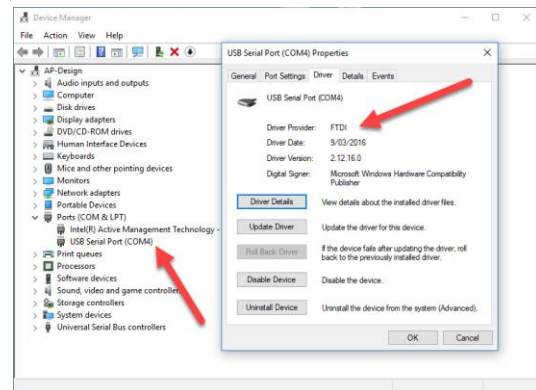 Device Manager
File Action View Help
AP-Design
Audio inputs and outputs
Computer
Disk drives
Display adapters
DVD/CD-ROM drives
Human Interface Devices
Keyboards
Mice and other pointing devices
Monitors
Network adapters
Portable Devices
Ports (COM & LPT)
Intel(R) Active Management Technology -
USB Serial Port (COM4)
Print queues
Processors
Software devices
Sound, video and game controlle
Storage controllers
System devices
Universal Serial Bus controllers
USB Serial Port (COM4) Properties
General Port Settings Driver Details Events
USB Serial Port (COM4)
Driver Provider: FTDI
Driver Date: 9/03/2016
Driver Version: 2.12.16.0
Digital Signer: Microsoft Windows Hardware Compatibility
Publisher
Driver Details View details about the installed driver files.
Update Driver Update the driver for this device.
Roll Back Driver If the device fails after updating the driver, roll
back to the previously installed driver.
Disable Device Disable the device.
Uninstall Device Uninstall the device from the system (Advanced).
OK Cancel